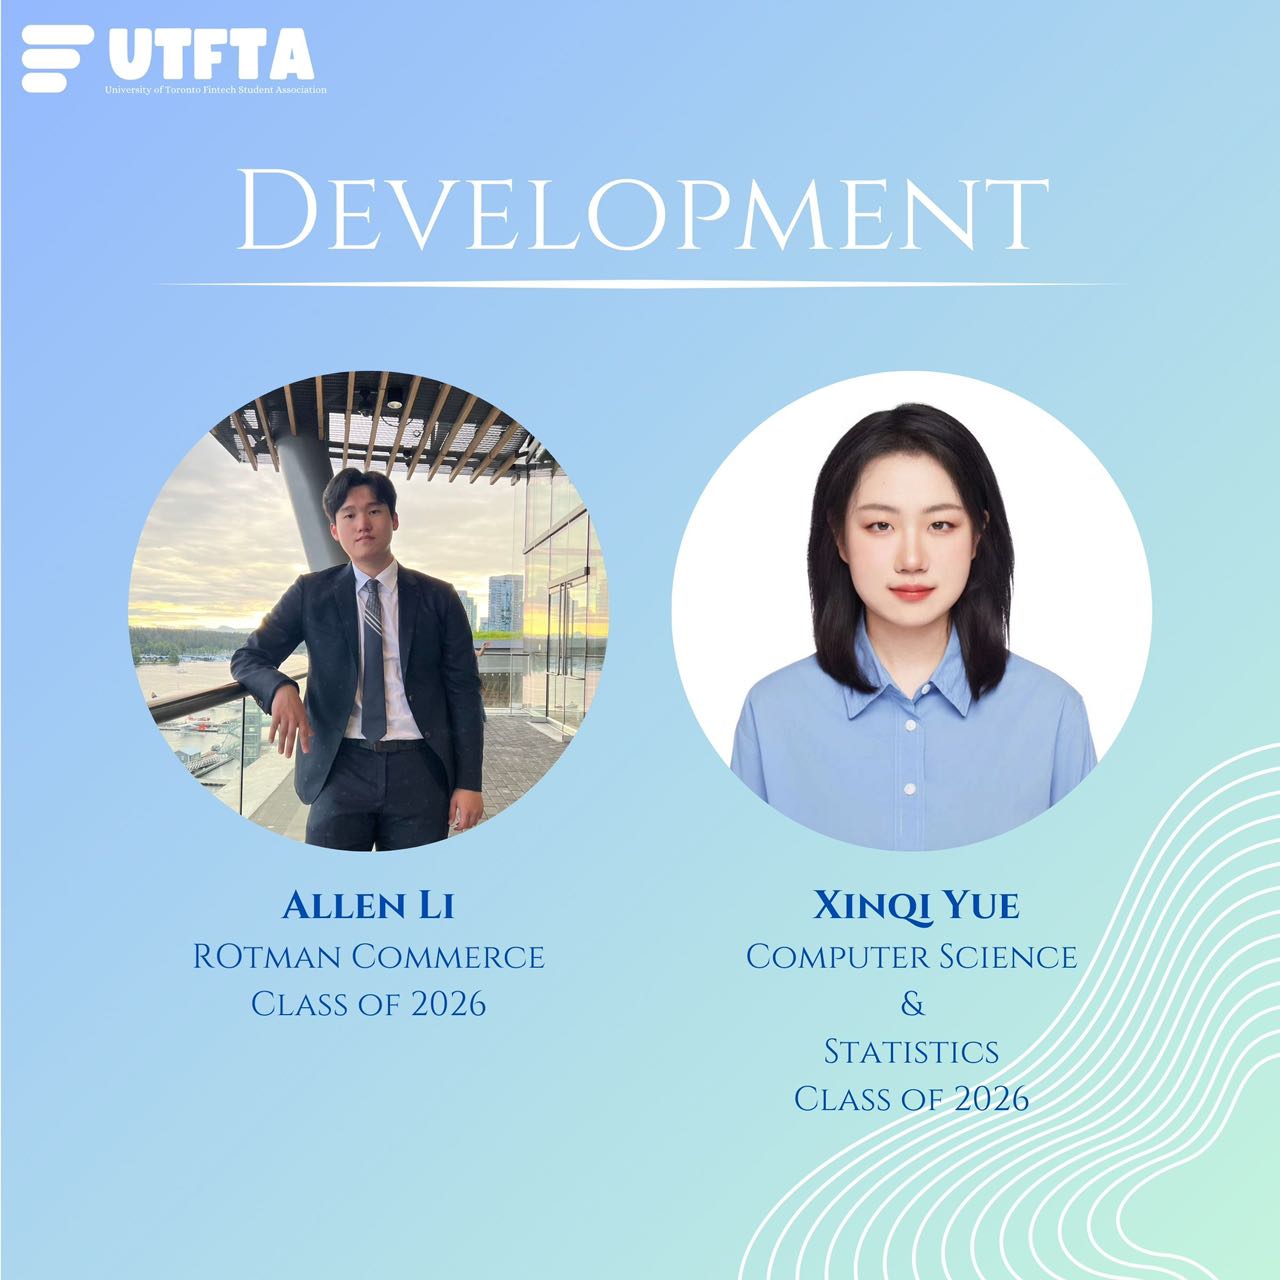 UTFTA
University of Toronto Fintech Student Association
Development
Allen Li
ROtman Commerce
Class of 2026
Xinqi Yue
Computer Science
&
Statistics
Class of 2026